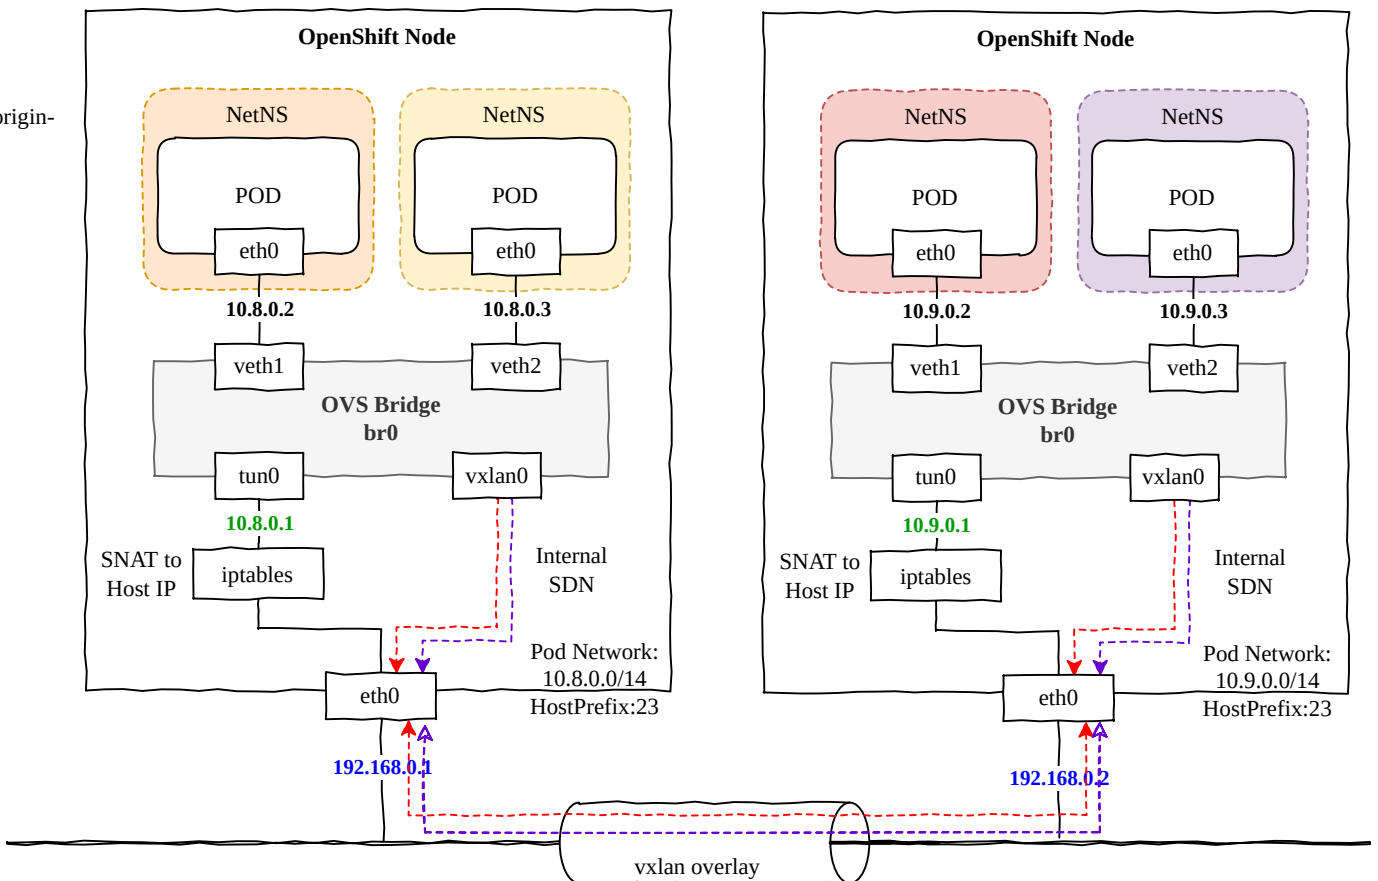 origin-
OpenShift Node
NetNS
NetNS
POD
POD
eth0
eth0
10.8.0.2
10.8.0.3
veth1
veth2
OVS Bridge
br0
tun0
vxlan0
10.8.0.1
SNAT to
Host IP
iptables
Internal
SDN
Pod Network:
10.8.0.0/14
HostPrefix:23
eth0
192.168.0.1
OpenShift Node
NetNS
NetNS
POD
POD
eth0
eth0
10.9.0.2
10.9.0.3
veth1
veth2
OVS Bridge
br0
tun0
vxlan0
10.9.0.1
SNAT to
Host IP
iptables
Internal
SDN
Pod Network:
10.9.0.0/14
HostPrefix:23
eth0
192.168.0.2
vxlan overlay